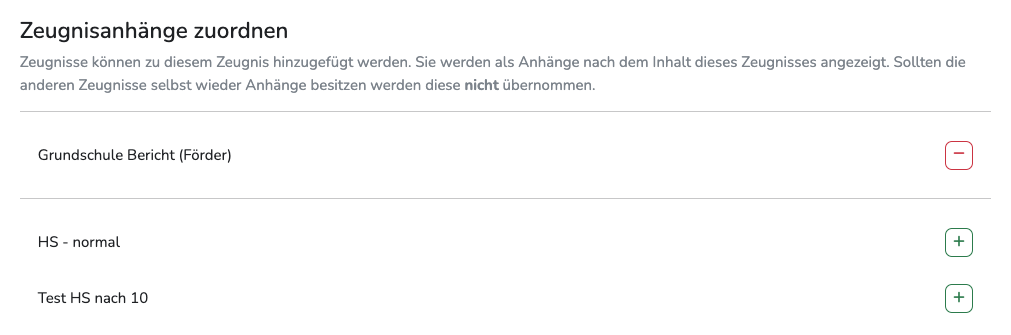 Zeugnisanhänge zuordnen
Zeugnisse können zu diesem Zeugnis hinzugefügt werden. Sie werden als Anhänge nach dem Inhalt dieses Zeugnisses angezeigt. Sollten die
anderen Zeugnisse selbst wieder Anhänge besitzen werden diese nicht übernommen.
Grundschule Bericht (Förder)
HS - normal
Test HS nach 10